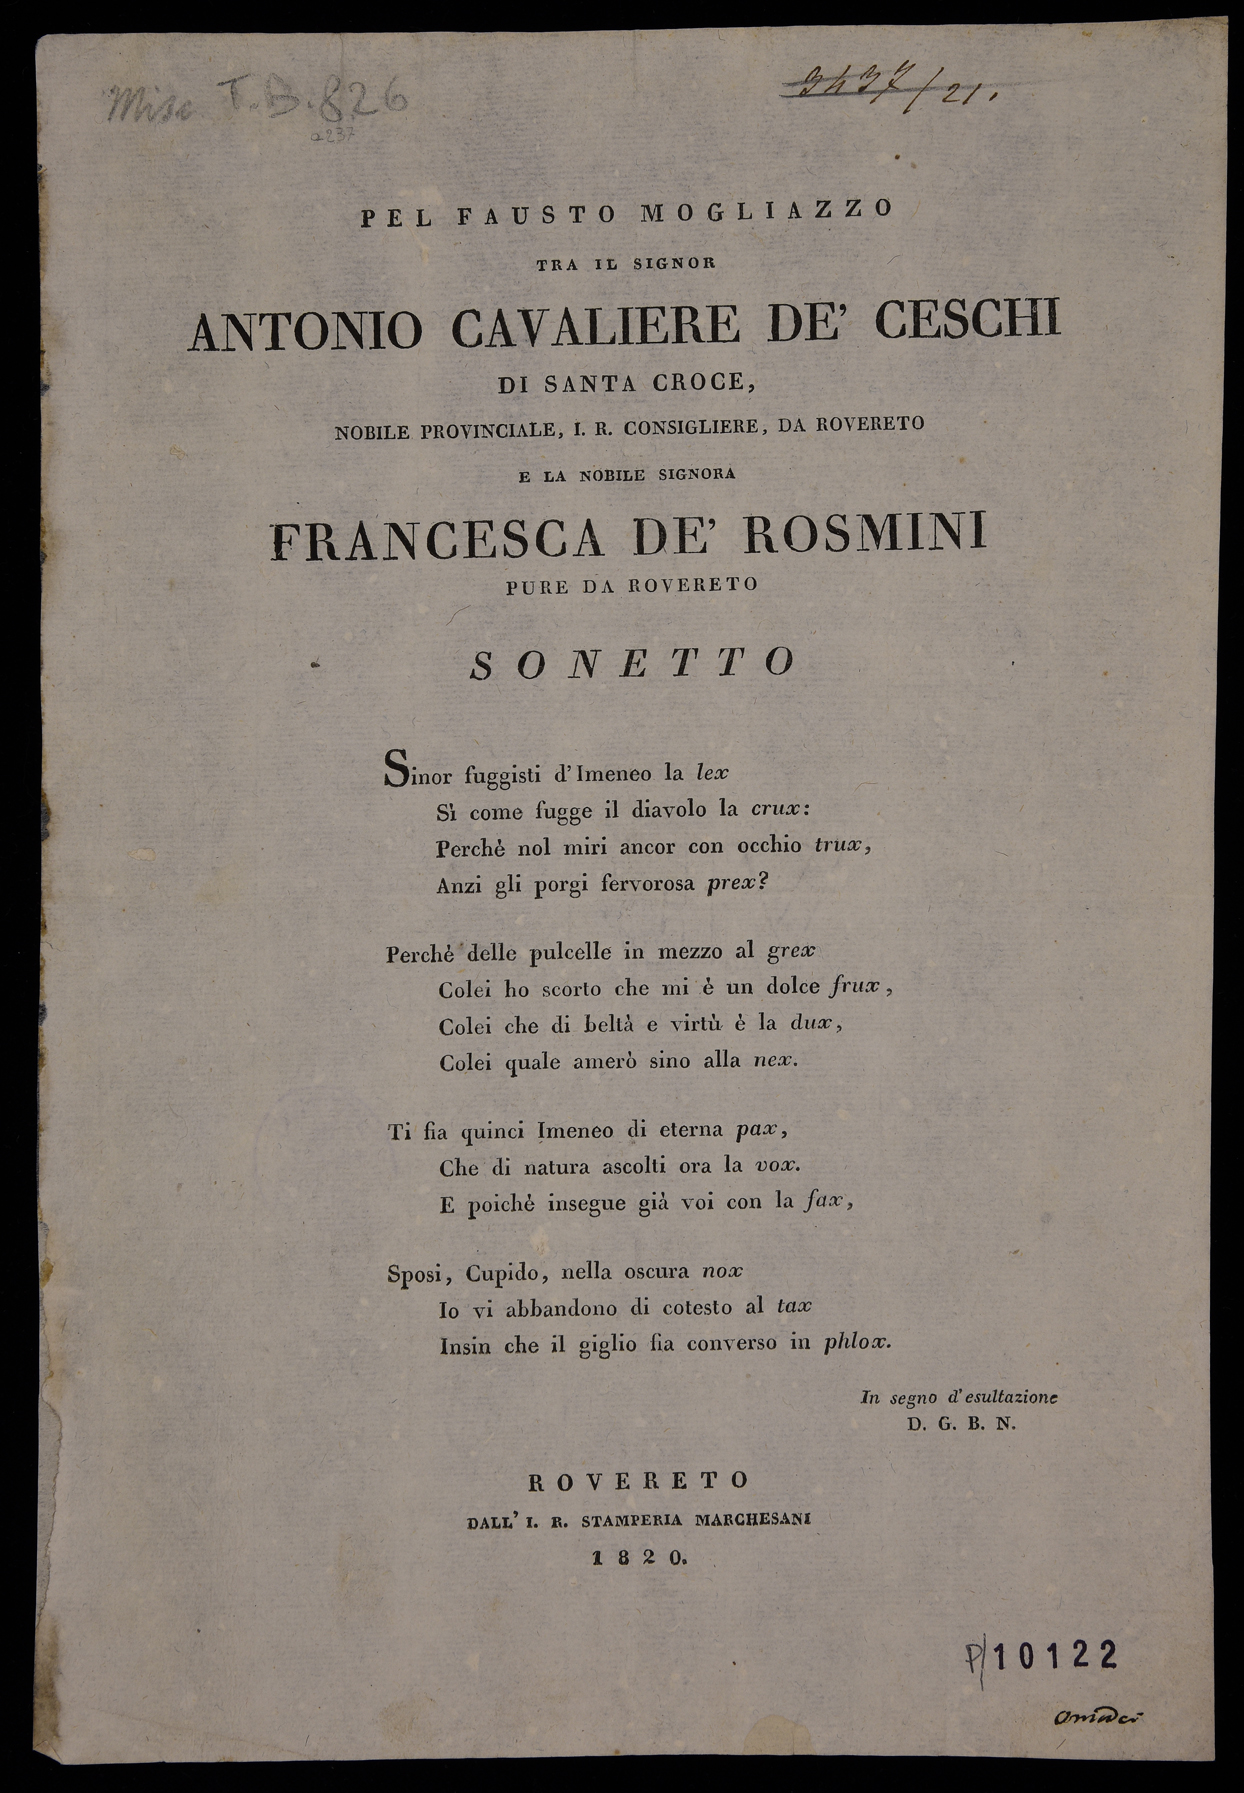 Misc T.B.826
a237
3437/21.
PEL FAUSTO MOGLIAZZO
TRA IL SIGNOR
ANTONIO CAVALIERE DE' CESCHI
DI SANTA CROCE,
NOBILE PROVINCIALE, I. R. CONSIGLIERE, DA ROVERETO
E LA NOBILE SIGNORA
FRANCESCA DE' ROSMINI
PURE DA ROVERETO
SONETTO
Sinor fuggisti d'Imeneo la lex
Sì come fugge il diavolo la crux:
Perchè nol miri ancor con occhio trux,
Anzi gli porgi fervorosa prex?
Perchè delle pulcelle in mezzo al grex
Colei ho scorto che mi è un dolce frux,
Colei che di beltà e virtù è la dux,
Colei quale amerò sino alla nex.
Ti fia quinci Imeneo di eterna pax,
Che di natura ascolti ora la vox.
E poichè insegue già voi con la fax,
Sposi, Cupido, nella oscura nox
Io vi abbandono di cotesto al tax
Insin che il giglio fia converso in phlox.
In segno d'esultazione
D. G. B. N.
ROVERETO
DALL' I. R. STAMPERIA MARCHESANI
1820.
P/10122